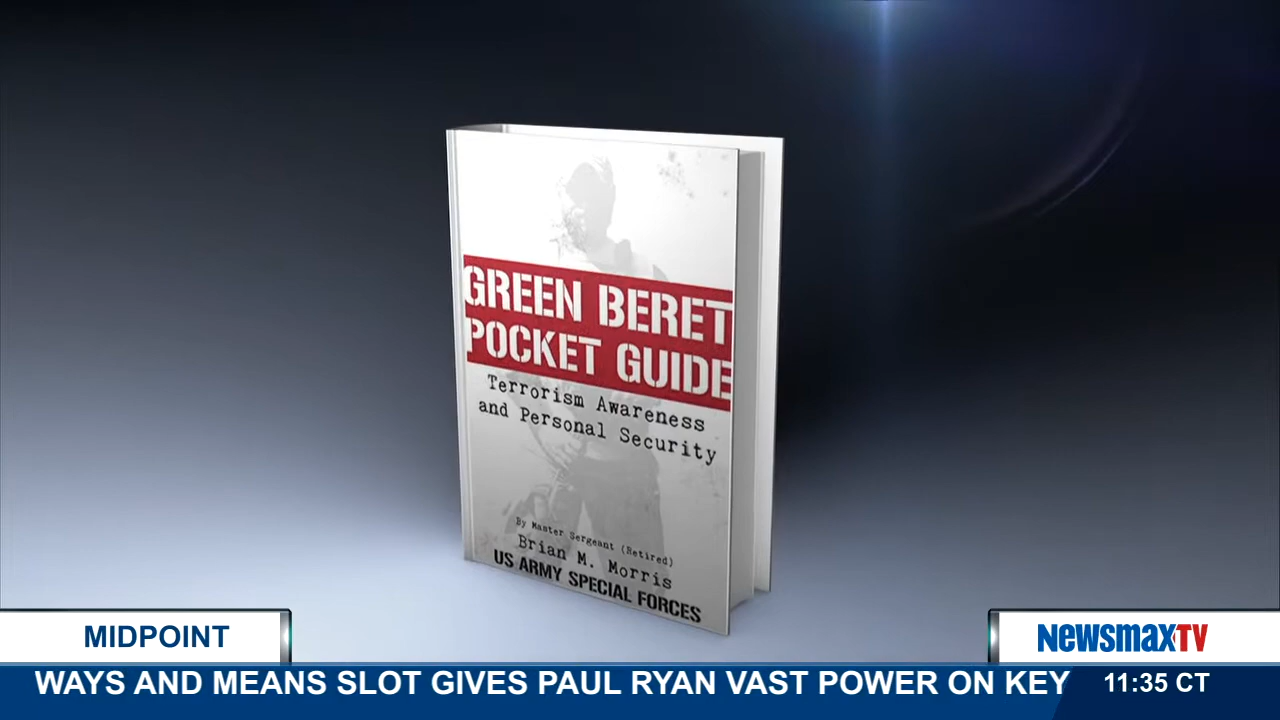 GREEN BERET
POCKET GUIDE
Terrorism Awareness
and Personal Security
By Master Sergeant (Retired)
Brian M. Morris
US ARMY SPECIAL FORCES
MIDPOINT
NEWSMAXTV
WAYS AND MEANS SLOT GIVES PAUL RYAN VAST POWER ON KEY
11:35 CT